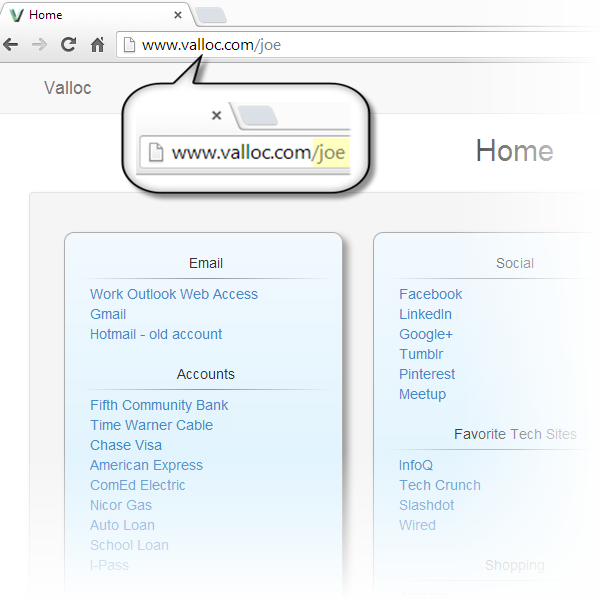 Home
www.valloc.com/joe
Valloc
www.valloc.com/joe
Home
Email
Work Outlook Web Access
Gmail
Hotmail - old account
Accounts
Fifth Community Bank
Time Warner Cable
Chase Visa
American Express
ComEd Electric
Nicor Gas
Auto Loan
School Loan
I-Pass
Social
Facebook
LinkedIn
Google+
Tumblr
Pinterest
Meetup
Favorite Tech Sites
InfoQ
Tech Crunch
Slashdot
Wired
Shopping